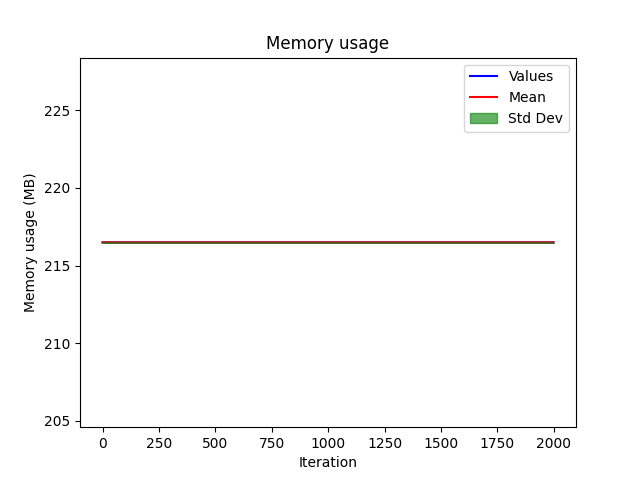 Memory usage
Values
Mean
Std Dev
225
220
215
210
205
Memory usage (MB)
0 250 500 750 1000 1250 1500 1750 2000
Iteration